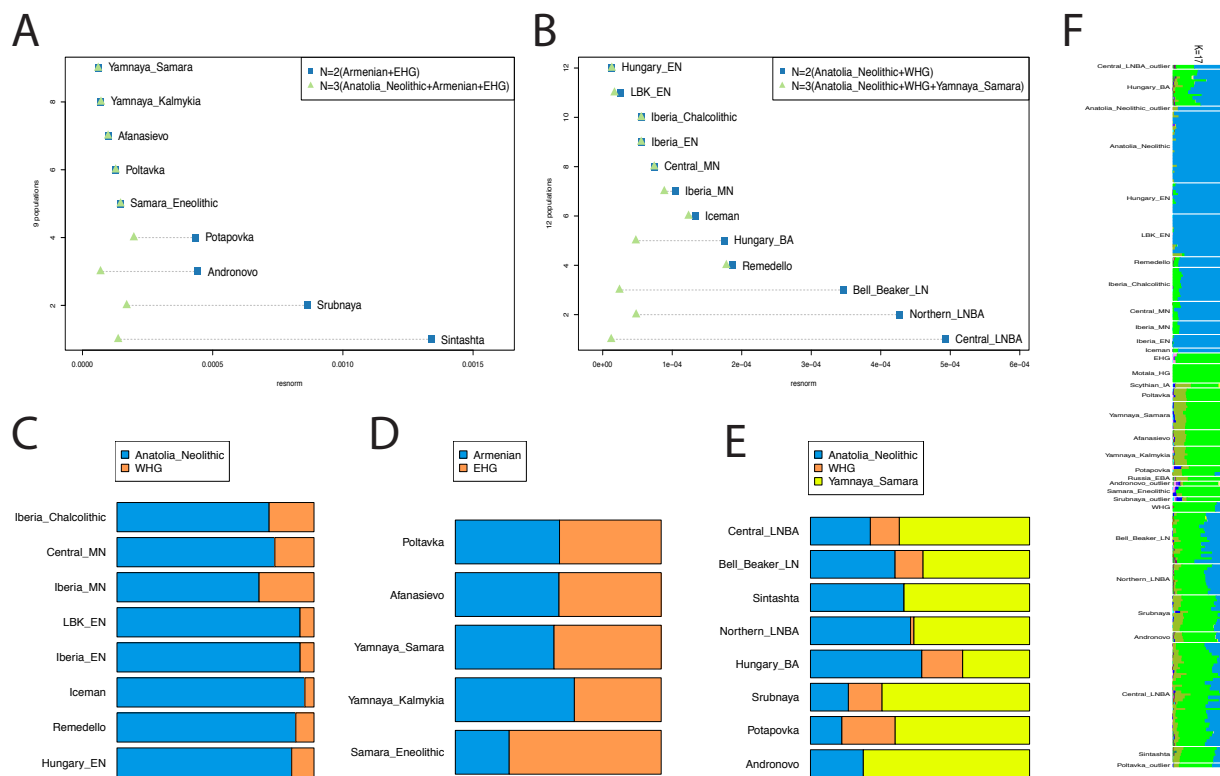 A
N=2(Armenian+EHG)
N=3(Anatolia_Neolithic+Armenian+EHG)
Yamnaya_Samara
Yamnaya_Kalmykia
Afanasievo
Poltavka
Samara_Eneolithic
Potapovka
Andronovo
Srubnaya
Sintashta
9 populations
8
6
4
2
0.0000
0.0005
0.0010
0.0015
resnorm
B
N=2(Anatolia_Neolithic+WHG)
N=3(Anatolia_Neolithic+WHG+Yamnaya_Samara)
Hungary_EN
LBK_EN
Iberia_Chalcolithic
Iberia_EN
Central_MN
Iberia_MN
Iceman
Hungary_BA
Remedello
Bell_Beaker_LN
Northern_LNBA
Central_LNBA
12 populations
12
10
8
6
4
2
0e+00
1e-04
2e-04
3e-04
4e-04
5e-04
6e-04
resnorm
C
Anatolia_Neolithic
WHG
Iberia_Chalcolithic
Central_MN
Iberia_MN
LBK_EN
Iberia_EN
Iceman
Remedello
Hungary_EN
D
Armenian
EHG
Poltavka
Afanasievo
Yamnaya_Samara
Yamnaya_Kalmykia
Samara_Eneolithic
E
Anatolia_Neolithic
WHG
Yamnaya_Samara
Central_LNBA
Bell_Beaker_LN
Sintashta
Northern_LNBA
Hungary_BA
Srubnaya
Potapovka
Andronovo
F
K=17
Central_LNBA_outlier
Hungary_BA
Anatolia_Neolithic_outlier
Anatolia_Neolithic
Hungary_EN
LBK_EN
Remedello
Iberia_Chalcolithic
Central_MN
Iberia_MN
Iberia_EN
Iceman
EHG
Motala_HG
Scythian_IA
Poltavka
Yamnaya_Samara
Afanasievo
Yamnaya_Kalmykia
Potapovka
Russia_EBA
Andronovo_outlier
Samara_Eneolithic
Srubnaya_outlier
WHG
Bell_Beaker_LN
Northern_LNBA
Srubnaya
Andronovo
Central_LNBA
Sintashta
Poltavka_outlier